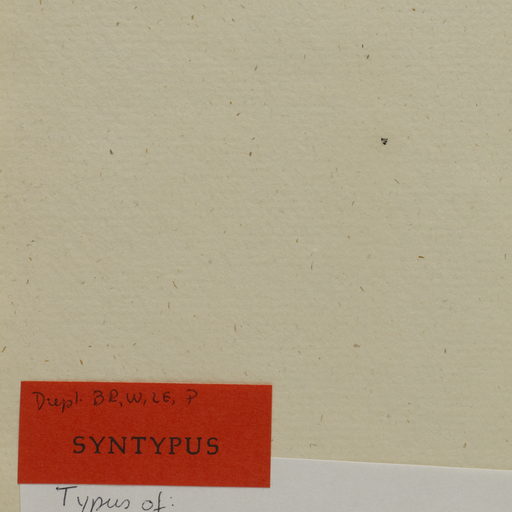 Dupl. BR, W, LE, P
SYNTYPUS
Typus of: